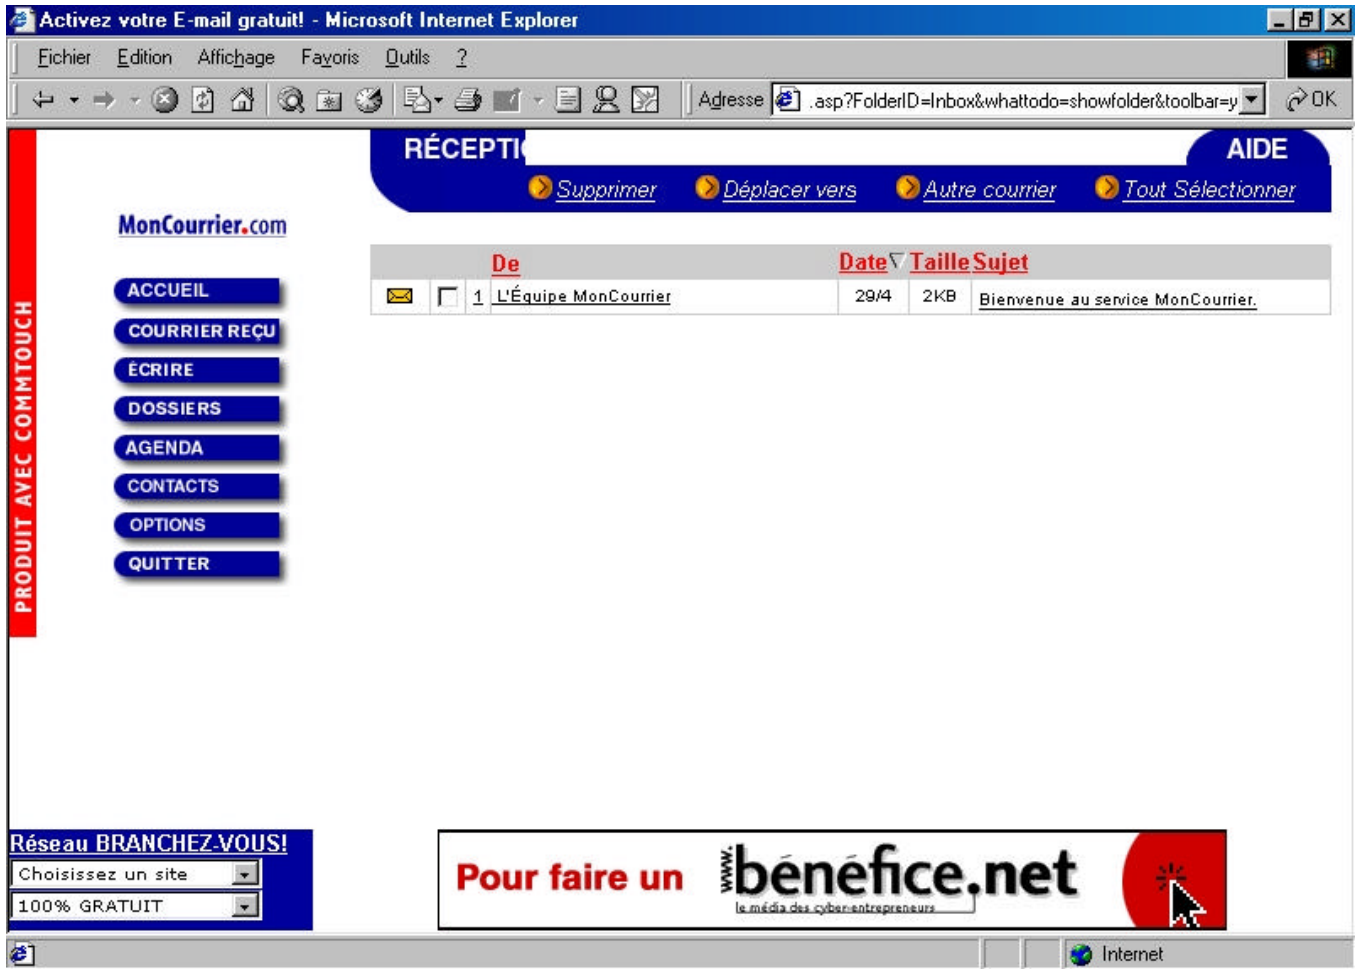 Activez votre E-mail gratuit! - Microsoft Internet Explorer
Fichier Edition Affichage Favoris Outils ?
Adresse .asp?FolderID=Inbox&whattodo=showfolder&toolbar=y OK
RÉCEPTI AIDE
Supprimer Déplacer vers Autre courrier Tout Sélectionner
MonCourrier.com
De Date Taille Sujet
1 L'Équipe MonCourrier 29/4 2KB Bienvenue au service MonCourrier.
ACCUEIL
COURRIER REÇU
ÉCRIRE
DOSSIERS
AGENDA
CONTACTS
OPTIONS
QUITTER
PRODUIT AVEC COMMTOUCH
Réseau BRANCHEZ-VOUS!
Choisissez un site
100% GRATUIT
Pour faire un www.bénéfice.net
le média des cyber-entrepreneurs
Internet